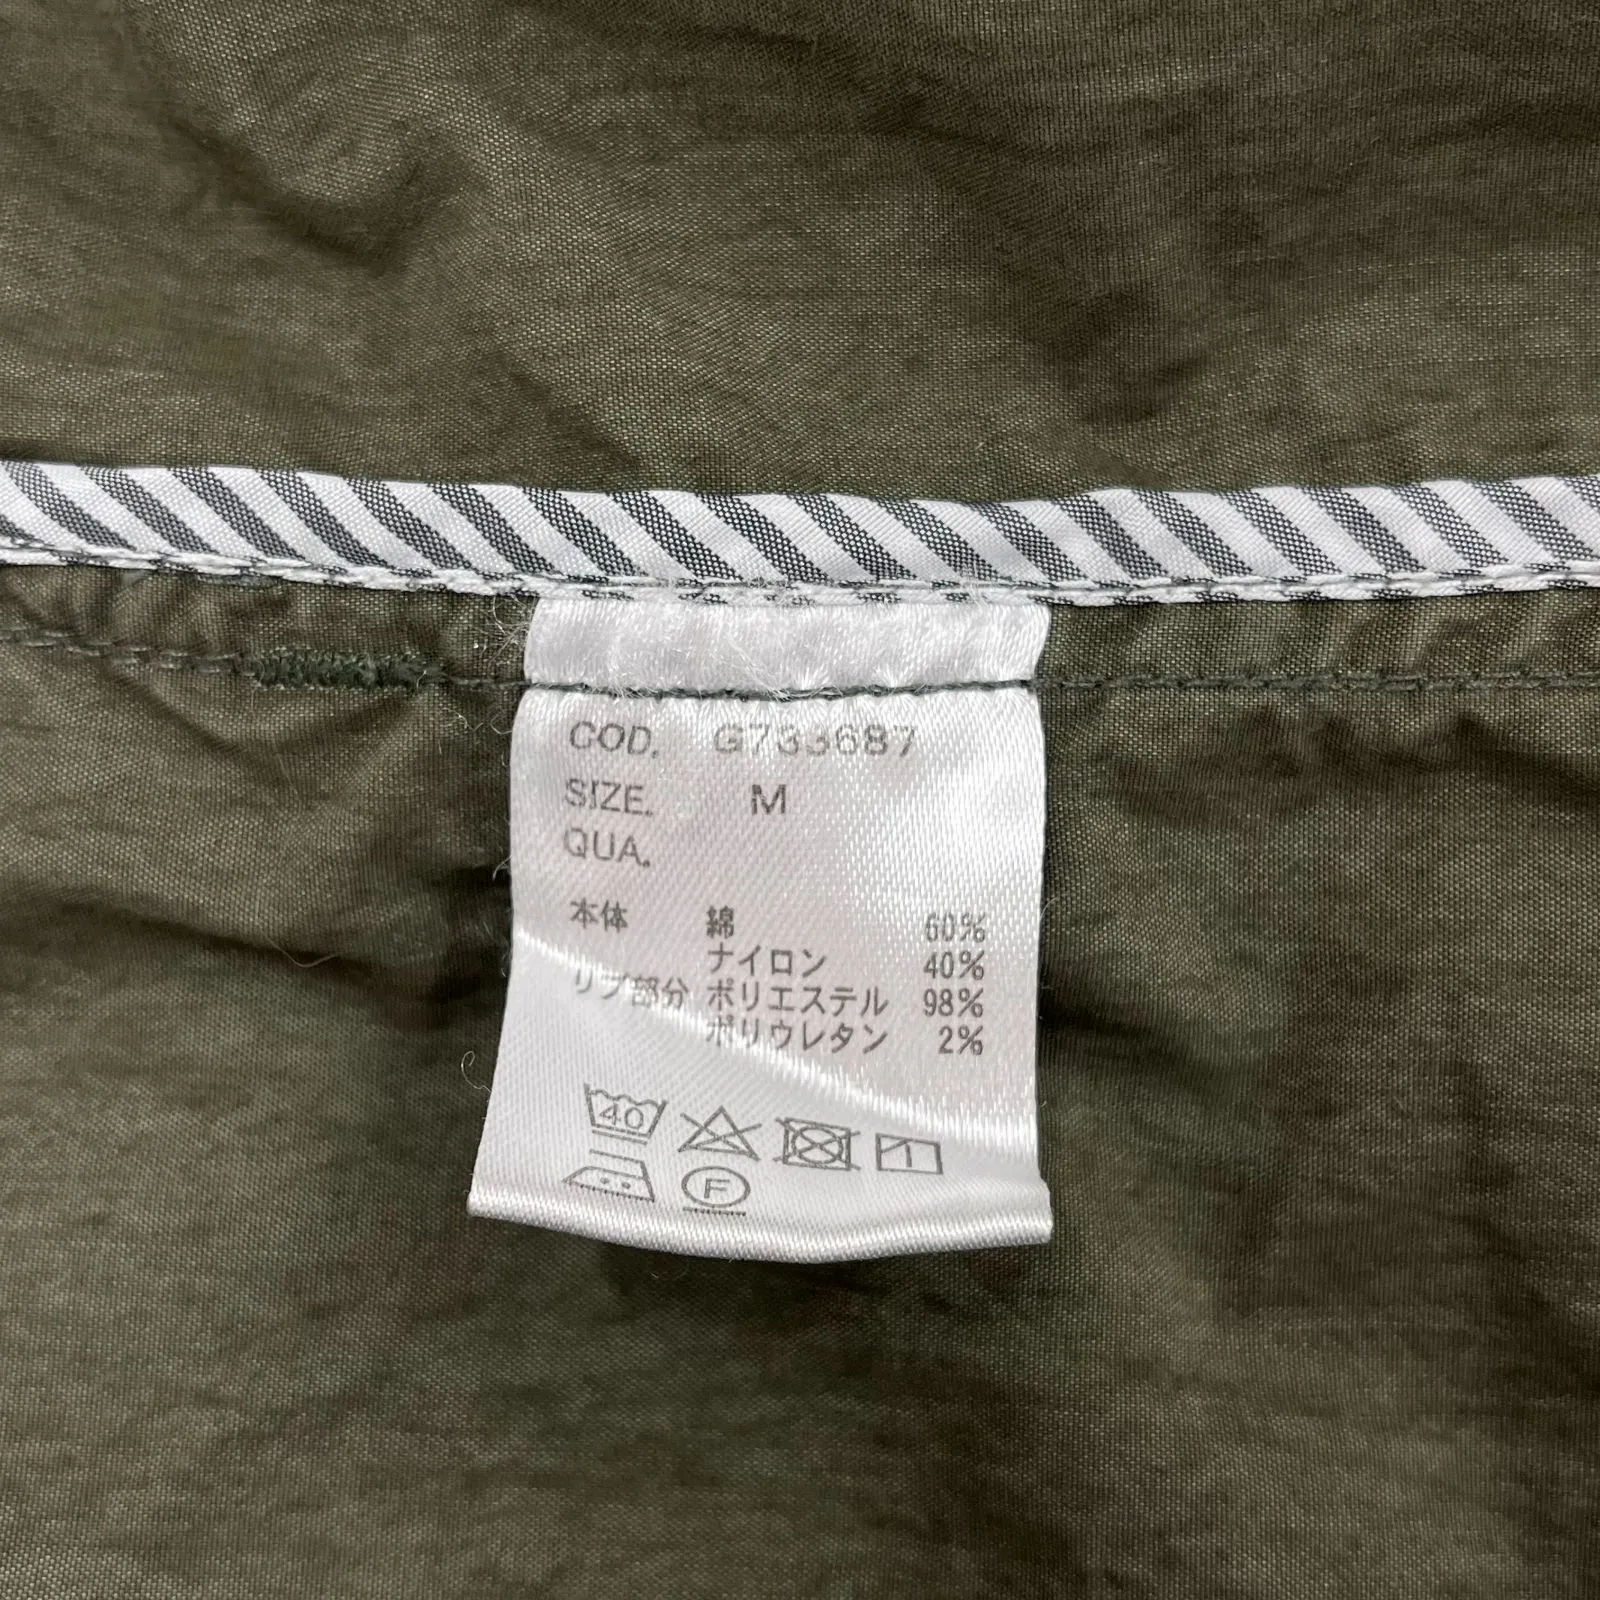 COD. G733687
SIZE. M
QUA.
本体 綿 60%
ナイロン 40%
リブ部分 ポリエステル 98%
ポリウレタン 2%
40
F